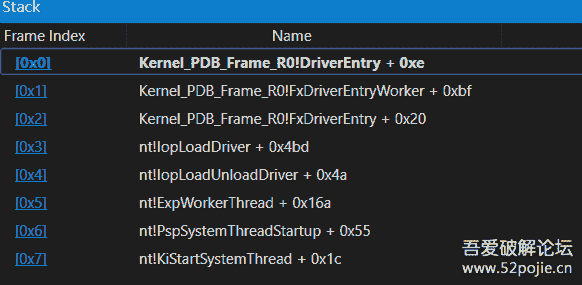 Stack
Frame Index Name
[0x0] Kernel_PDB_Frame_R0!DriverEntry + 0xe
[0x1] Kernel_PDB_Frame_R0!FxDriverEntryWorker + 0xbf
[0x2] Kernel_PDB_Frame_R0!FxDriverEntry + 0x20
[0x3] nt!IopLoadDriver + 0x4bd
[0x4] nt!IopLoadUnloadDriver + 0x4a
[0x5] nt!ExpWorkerThread + 0x16a
[0x6] nt!PspSystemThreadStartup + 0x55
[0x7] nt!KiStartSystemThread + 0x1c
吾爱破解论坛
www.52pojie.cn